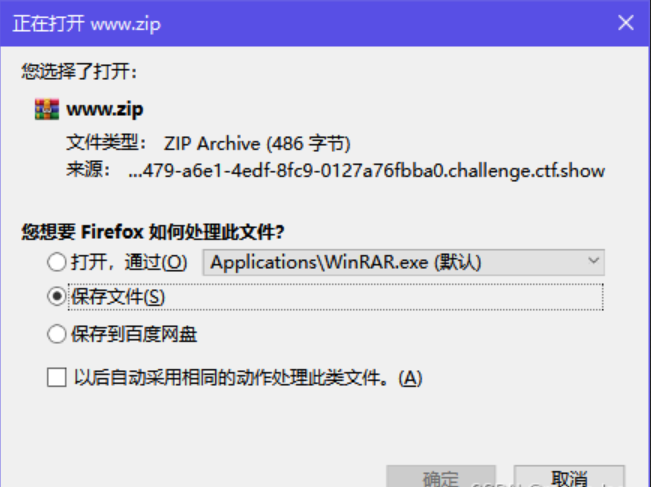 正在打开 www.zip
您选择了打开：
www.zip
文件类型： ZIP Archive (486 字节)
来源： ...479-a6e1-4edf-8fc9-0127a76fbba0.challenge.ctf.show
您想要 Firefox 如何处理此文件？
打开，通过(O) Applications\WinRAR.exe (默认)
保存文件(S)
保存到百度网盘
以后自动采用相同的动作处理此类文件。(A)
确定 取消